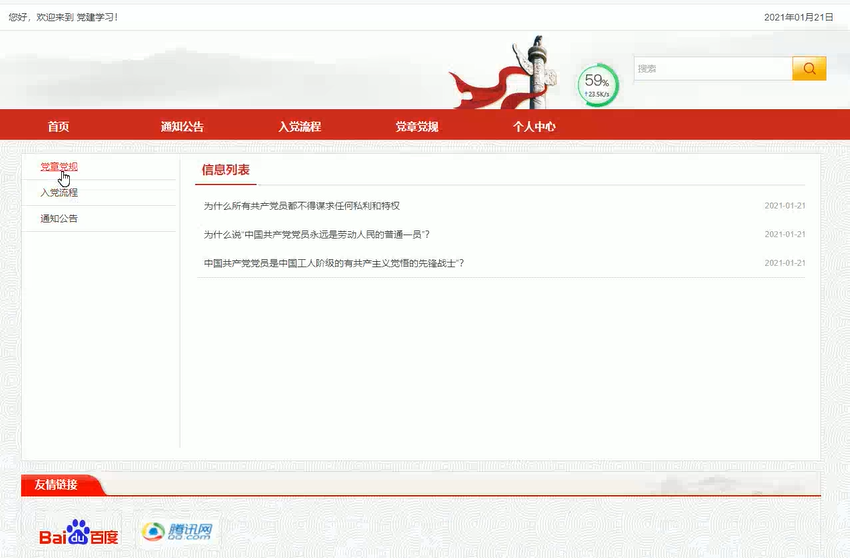 您好，欢迎来到 党建学习！ 2021年01月21日
搜索
59%
↑23.5K/s
首页 通知公告 入党流程 党章党规 个人中心
党章党规
入党流程
通知公告
信息列表
为什么所有共产党员都不得谋求任何私利和特权 2021-01-21
为什么说“中国共产党党员永远是劳动人民的普通一员”？ 2021-01-21
中国共产党党员是中国工人阶级的有共产主义觉悟的先锋战士”？ 2021-01-21
友情链接
Bai du 百度 腾讯网
QQ.com